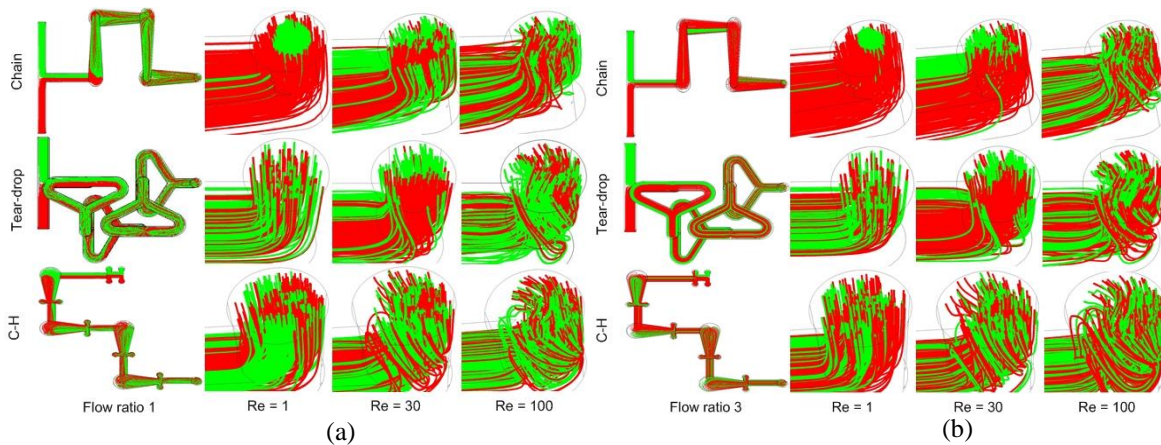 Chain
Tear-drop
C-H
Flow ratio 1
Re = 1
Re = 30
Re = 100
(a)
Chain
Tear-drop
C-H
Flow ratio 3
Re = 1
Re = 30
Re = 100
(b)